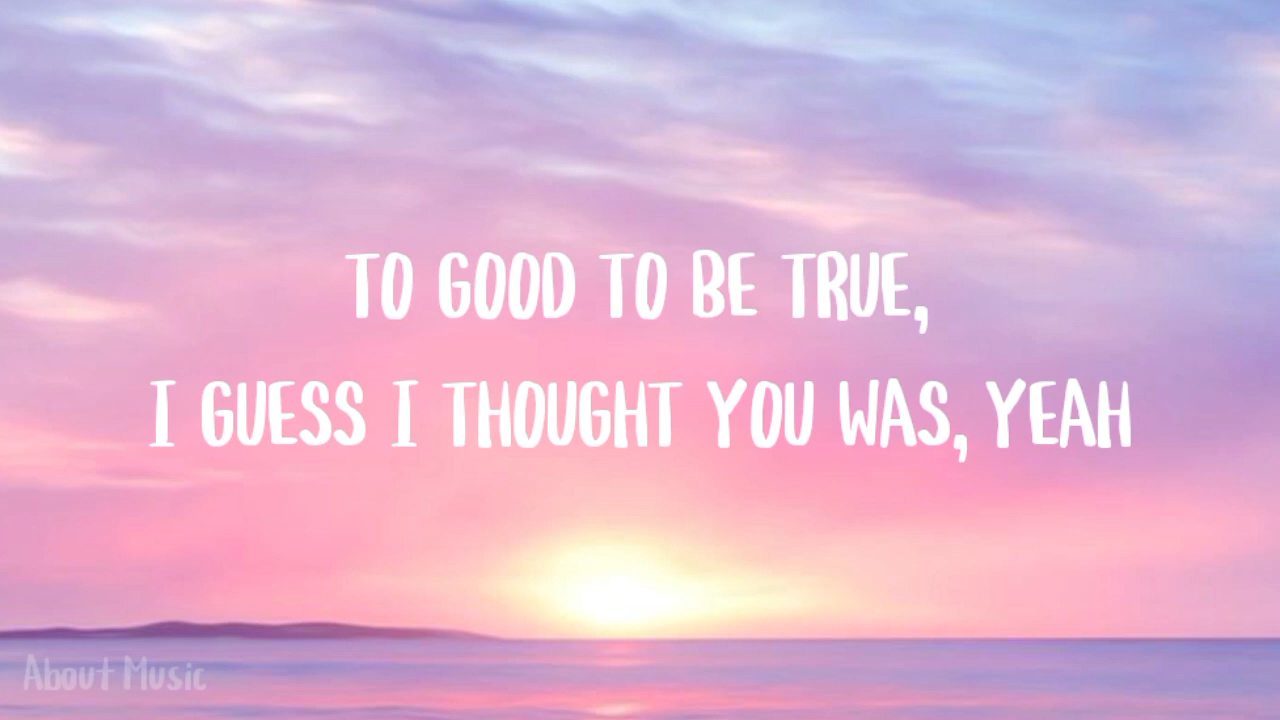 TO GOOD TO BE TRUE,
I GUESS I THOUGHT YOU WAS, YEAH
About Music